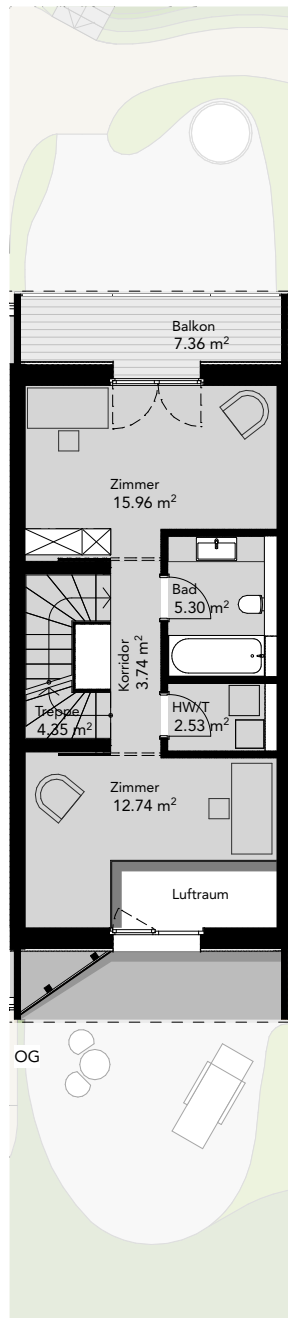 Balkon
7.36 m²
Zimmer
15.96 m²
Bad
5.30 m²
Korridor
3.74 m²
Treppe
4.35 m²
HW/T
2.53 m²
Zimmer
12.74 m²
Luftraum
OG